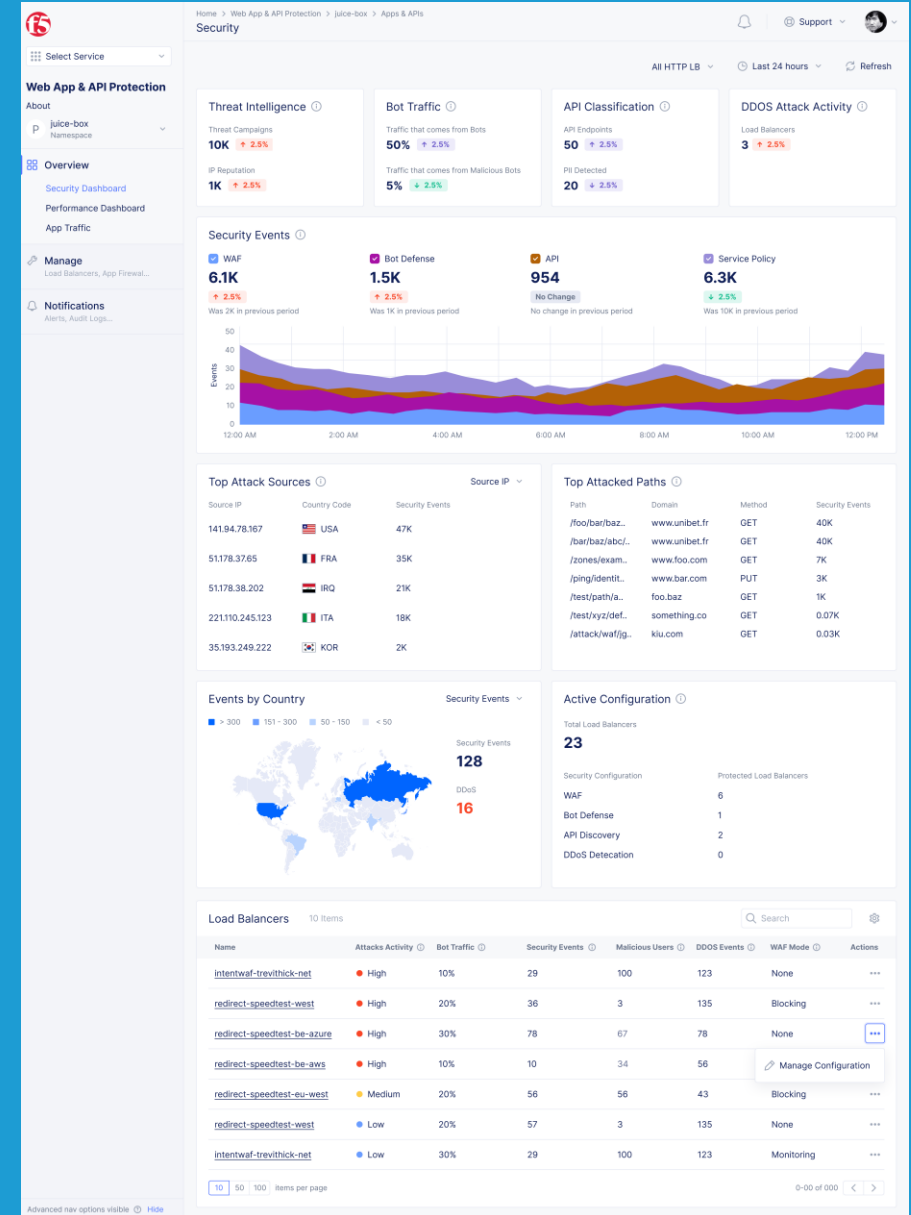 f5
Home > Web App & API Protection > juice-box > Apps & APIs
Security
Support
Select Service
Web App & API Protection
About
P
juice-box
Namespace
Overview
Security Dashboard
Performance Dashboard
App Traffic
Manage
Load Balancers, App Firewal...
Notifications
Alerts, Audit Logs...
All HTTP LB
Last 24 hours
Refresh
Threat Intelligence
Threat Campaigns
10K ↑ 2.5%
IP Reputation
1K ↑ 2.5%
Bot Traffic
Traffic that comes from Bots
50% ↑ 2.5%
Traffic that comes from Malicious Bots
5% ↓ 2.5%
API Classification
API Endpoints
50 ↑ 2.5%
PII Detected
20 ↓ 2.5%
DDOS Attack Activity
Load Balancers
3 ↑ 2.5%
Security Events
WAF
6.1K
↑ 2.5%
Was 2K in previous period
Bot Defense
1.5K
↑ 2.5%
Was 1K in previous period
API
954
No Change
No change in previous period
Service Policy
6.3K
↓ 2.5%
Was 10K in previous period
Events
50
40
30
20
10
0
12:00 AM 2:00 AM 4:00 AM 6:00 AM 8:00 AM 10:00 AM 12:00 PM
Top Attack Sources
Source IP
Source IP Country Code Security Events
141.94.78.167 USA 47K
51.178.37.65 FRA 35K
51.178.38.202 IRQ 21K
221.110.245.123 ITA 18K
35.193.249.222 KOR 2K
Top Attacked Paths
Path Domain Method Security Events
/foo/bar/baz.. www.unibet.fr GET 40K
/bar/baz/abc/.. www.unibet.fr GET 40K
/zones/exam.. www.foo.com GET 7K
/ping/identit.. www.bar.com PUT 3K
/test/path/a.. foo.baz GET 1K
/test/xyz/def.. something.co GET 0.07K
/attack/waf/jg.. kiu.com GET 0.03K
Events by Country
Security Events
> 300 151 - 300 50 - 150 < 50
Security Events
128
DDoS
16
Active Configuration
Total Load Balancers
23
Security Configuration Protected Load Balancers
WAF 6
Bot Defense 1
API Discovery 2
DDoS Detecation 0
Load Balancers 10 Items
Search
Name Attacks Activity Bot Traffic Security Events Malicious Users DDOS Events WAF Mode Actions
intentwaf-trevithick-net High 10% 29 100 123 None
redirect-speedtest-west High 20% 36 3 135 Blocking
redirect-speedtest-be-azure High 30% 78 67 78 None
redirect-speedtest-be-aws High 10% 10 34 56
Manage Configuration
redirect-speedtest-eu-west Medium 20% 56 56 43 Blocking
redirect-speedtest-west Low 20% 57 3 135 None
intentwaf-trevithick-net Low 30% 29 100 123 Monitoring
10 50 100 items per page
0-00 of 000
Advanced nav options visible Hide